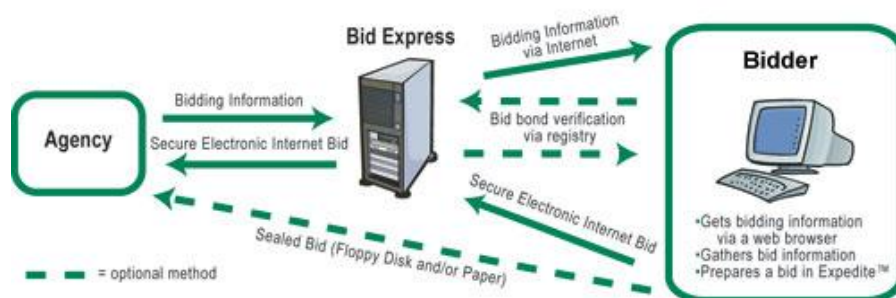 Bid Express
Bidding Information
via Internet
Bidder
Agency
Bidding Information
Secure Electronic Internet Bid
Bid bond verification
via registry
Secure Electronic Internet Bid
Sealed Bid (Floppy Disk and/or Paper)
•Gets bidding information
via a web browser
•Gathers bid information
•Prepares a bid in Expedite™
= optional method